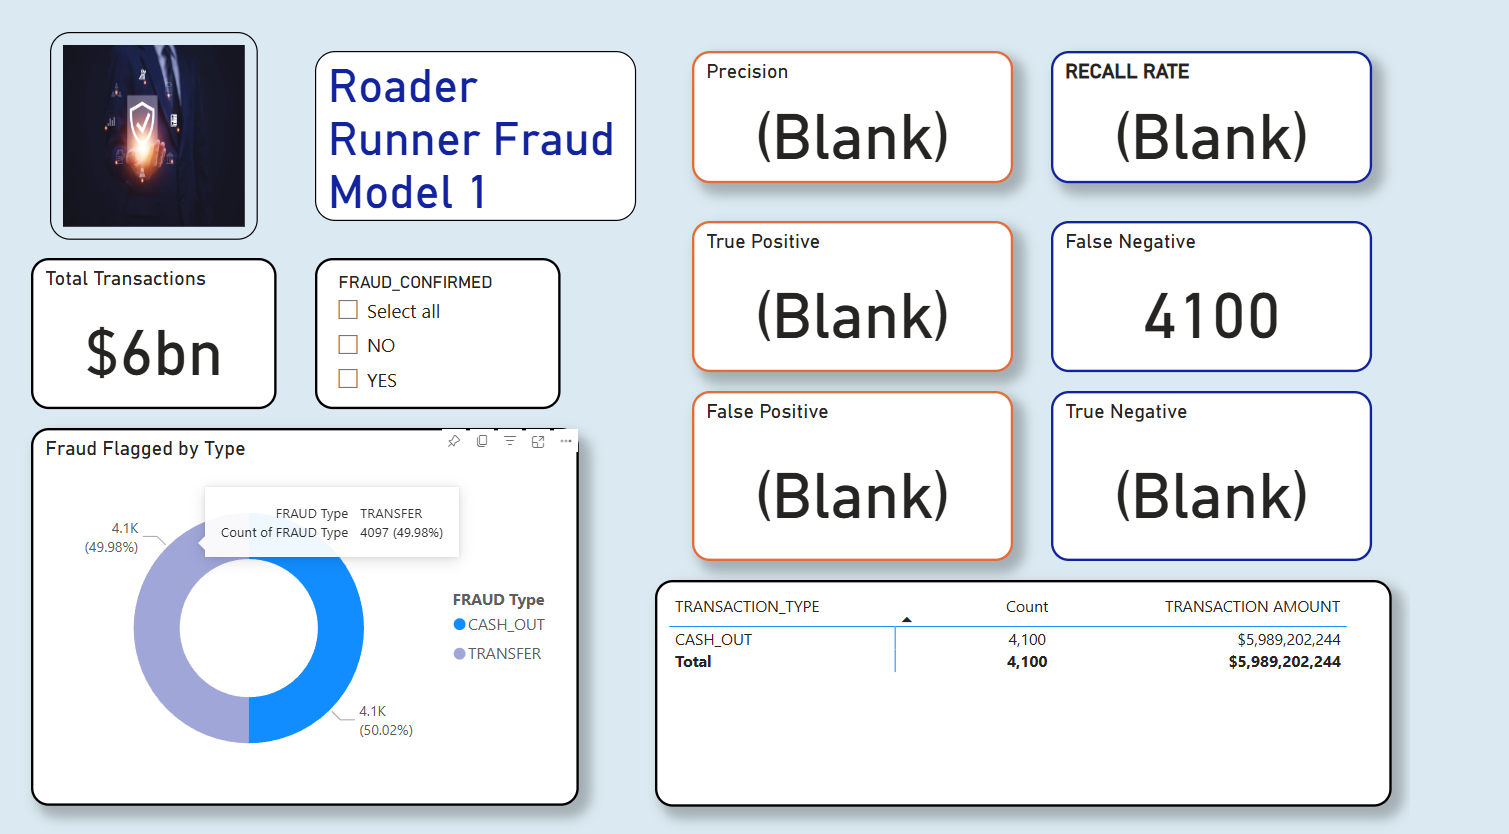 Roader
Runner Fraud
Model 1
Precision
(Blank)
RECALL RATE
(Blank)
Total Transactions
$6bn
FRAUD_CONFIRMED
Select all
NO
YES
True Positive
(Blank)
False Negative
4100
False Positive
(Blank)
True Negative
(Blank)
Fraud Flagged by Type
FRAUD Type TRANSFER
Count of FRAUD Type 4097 (49.98%)
4.1K
(49.98%)
FRAUD Type
CASH_OUT
TRANSFER
4.1K
(50.02%)
TRANSACTION_TYPE Count TRANSACTION AMOUNT
CASH_OUT 4,100 $5,989,202,244
Total 4,100 $5,989,202,244